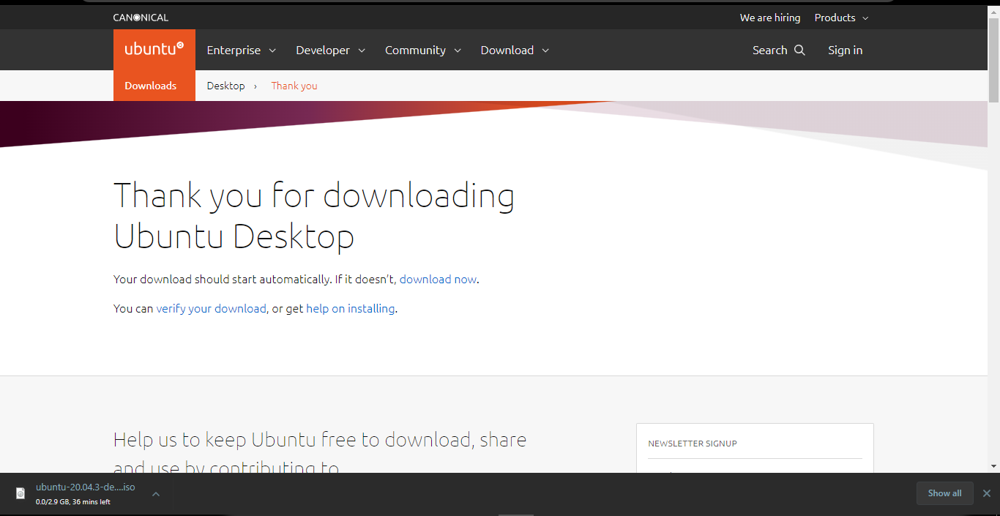 CANONICAL
We are hiring
Products
ubuntu
Enterprise
Developer
Community
Download
Search
Sign in
Downloads
Desktop ›
Thank you
Thank you for downloading
Ubuntu Desktop
Your download should start automatically. If it doesn’t, download now.
You can verify your download, or get help on installing.
Help us to keep Ubuntu free to download, share
and use by contributing to
NEWSLETTER SIGNUP
ubuntu-20.04.3-de....iso
0.0/2.9 GB, 36 mins left
Show all